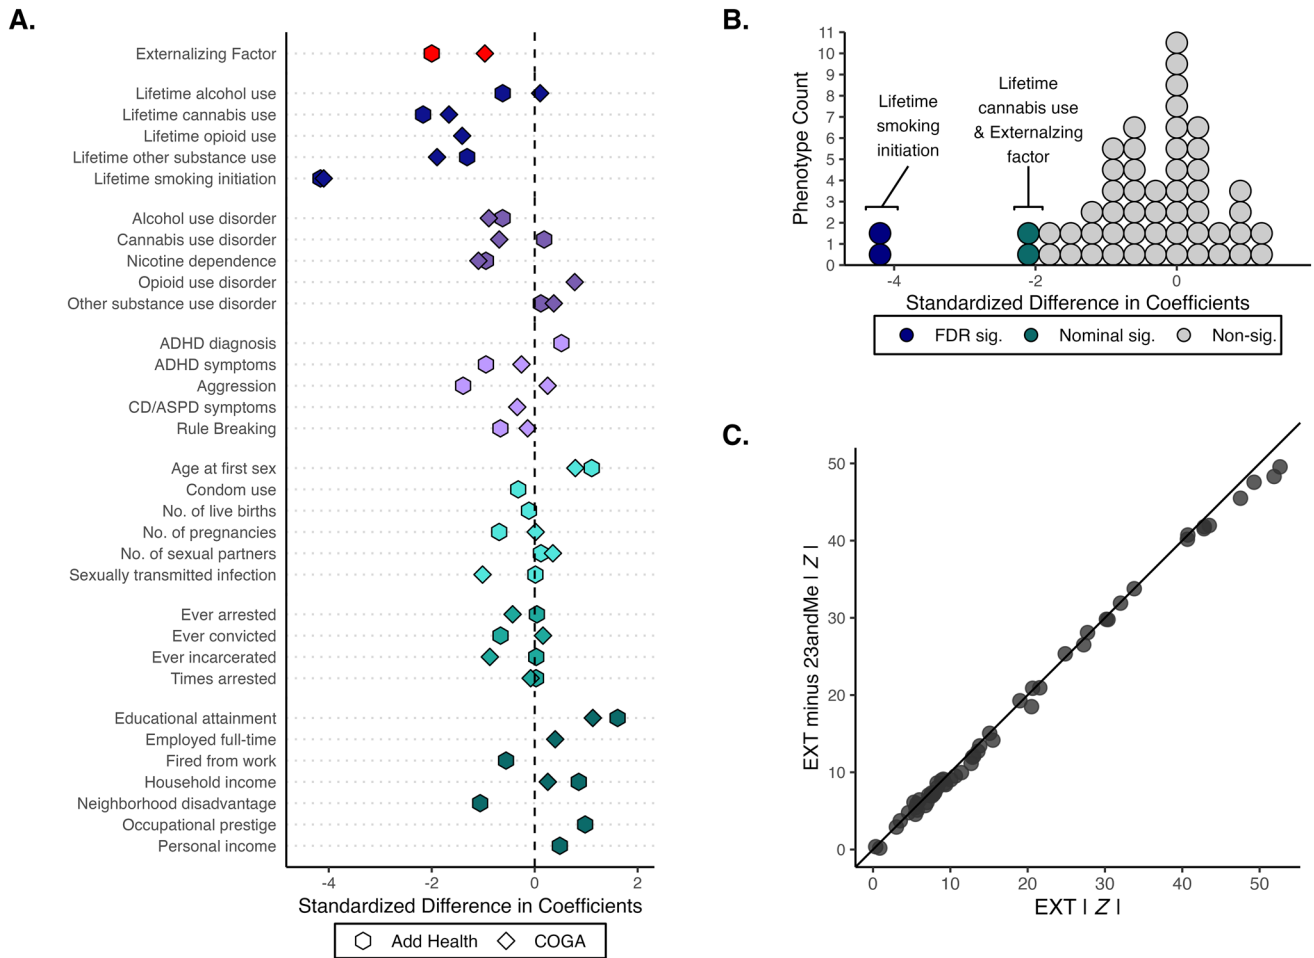 A.
Externalizing Factor
Lifetime alcohol use
Lifetime cannabis use
Lifetime opioid use
Lifetime other substance use
Lifetime smoking initiation
Alcohol use disorder
Cannabis use disorder
Nicotine dependence
Opioid use disorder
Other substance use disorder
ADHD diagnosis
ADHD symptoms
Aggression
CD/ASPD symptoms
Rule Breaking
Age at first sex
Condom use
No. of live births
No. of pregnancies
No. of sexual partners
Sexually transmitted infection
Ever arrested
Ever convicted
Ever incarcerated
Times arrested
Educational attainment
Employed full-time
Fired from work
Household income
Neighborhood disadvantage
Occupational prestige
Personal income
-4 -2 0 2
Standardized Difference in Coefficients
Add Health COGA
B.
Phenotype Count
11
10
9
8
7
6
5
4
3
2
1
0
Lifetime
smoking
initiation
Lifetime
cannabis use
& Externalzing
factor
-4 -2 0
Standardized Difference in Coefficients
FDR sig. Nominal sig. Non-sig.
C.
EXT minus 23andMe | Z |
50
40
30
20
10
0
0 10 20 30 40 50
EXT | Z |